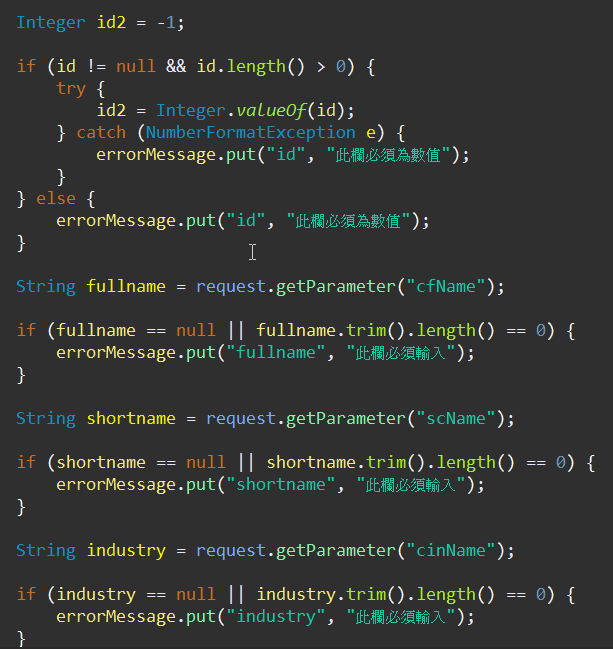 Integer id2 = -1;
if (id != null && id.length() > 0) {
try {
id2 = Integer.valueOf(id);
} catch (NumberFormatException e) {
errorMessage.put("id", "此欄必須為數值");
}
} else {
errorMessage.put("id", "此欄必須為數值");
}
String fullname = request.getParameter("cfName");
if (fullname == null || fullname.trim().length() == 0) {
errorMessage.put("fullname", "此欄必須輸入");
}
String shortname = request.getParameter("scName");
if (shortname == null || shortname.trim().length() == 0) {
errorMessage.put("shortname", "此欄必須輸入");
}
String industry = request.getParameter("cinName");
if (industry == null || industry.trim().length() == 0) {
errorMessage.put("industry", "此欄必須輸入");
}